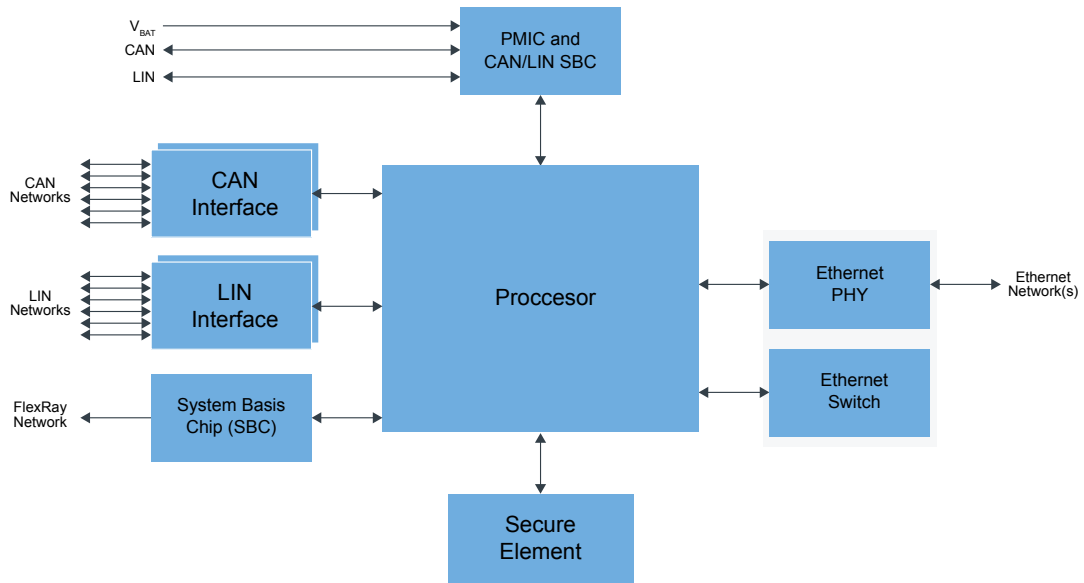 V_BAT
CAN
LIN
PMIC and
CAN/LIN SBC
CAN
Networks
CAN
Interface
LIN
Networks
LIN
Interface
FlexRay
Network
System Basis
Chip (SBC)
Proccesor
Ethernet
PHY
Ethernet
Network(s)
Ethernet
Switch
Secure
Element